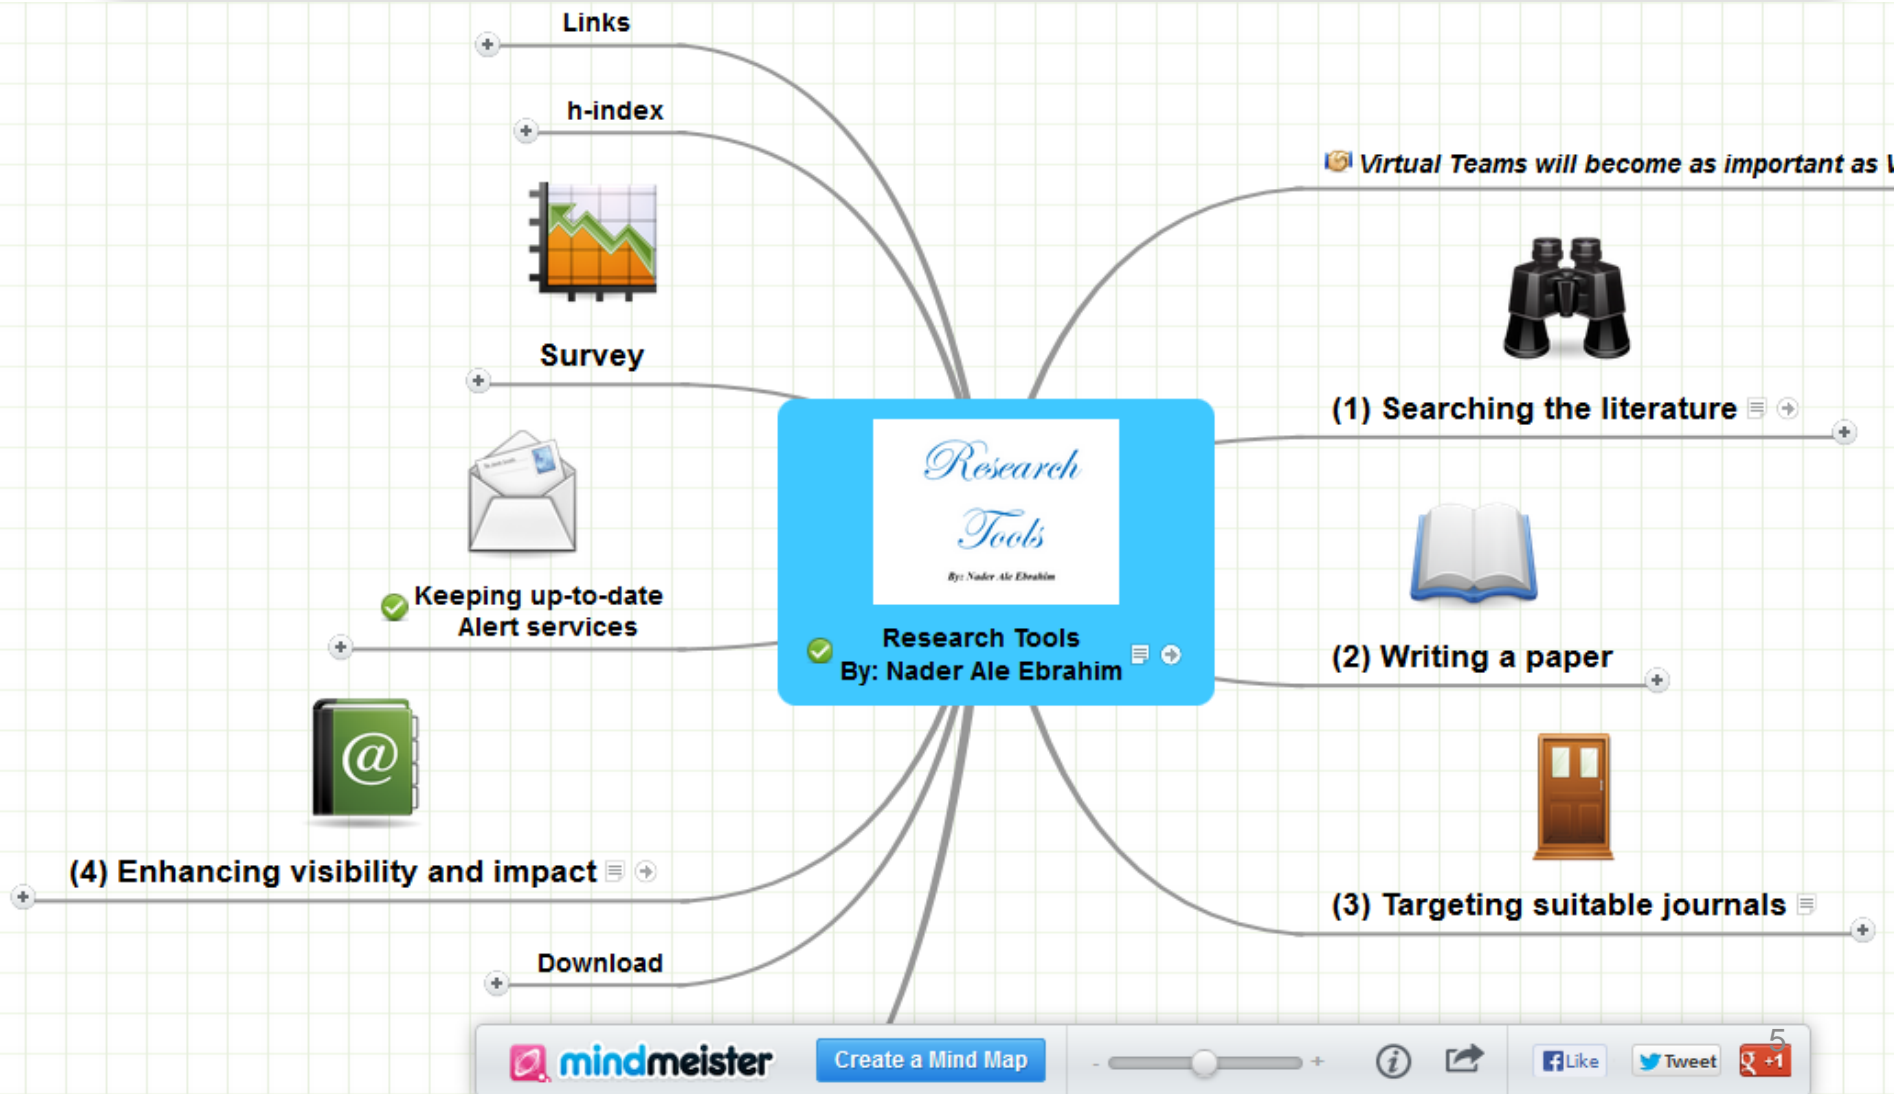 Links
h-index
Survey
Keeping up-to-date
Alert services
(4) Enhancing visibility and impact
Download
Research
Tools
By: Nader Ale Ebrahim
Research Tools
By: Nader Ale Ebrahim
Virtual Teams will become as important as
(1) Searching the literature
(2) Writing a paper
(3) Targeting suitable journals
@
mindmeister
Create a Mind Map
- +
i
f Like
Tweet
g +1
5